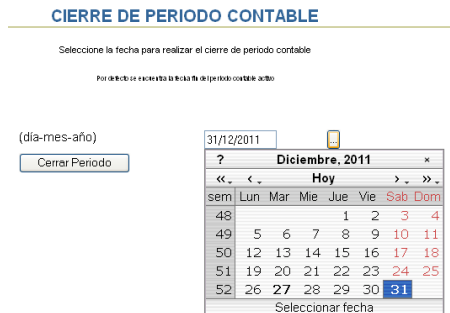 CIERRE DE PERIODO CONTABLE
Seleccione la fecha para realizar el cierre de periodo contable
Por defecto se encuentra la fecha fin del periodo contable activo
(día-mes-año)
31/12/2011
...
Cerrar Periodo
? Diciembre, 2011 ×
«. ‹. Hoy ›. ».
sem Lun Mar Mie Jue Vie Sab Dom
48 1 2 3 4
49 5 6 7 8 9 10 11
50 12 13 14 15 16 17 18
51 19 20 21 22 23 24 25
52 26 27 28 29 30 31
Seleccionar fecha